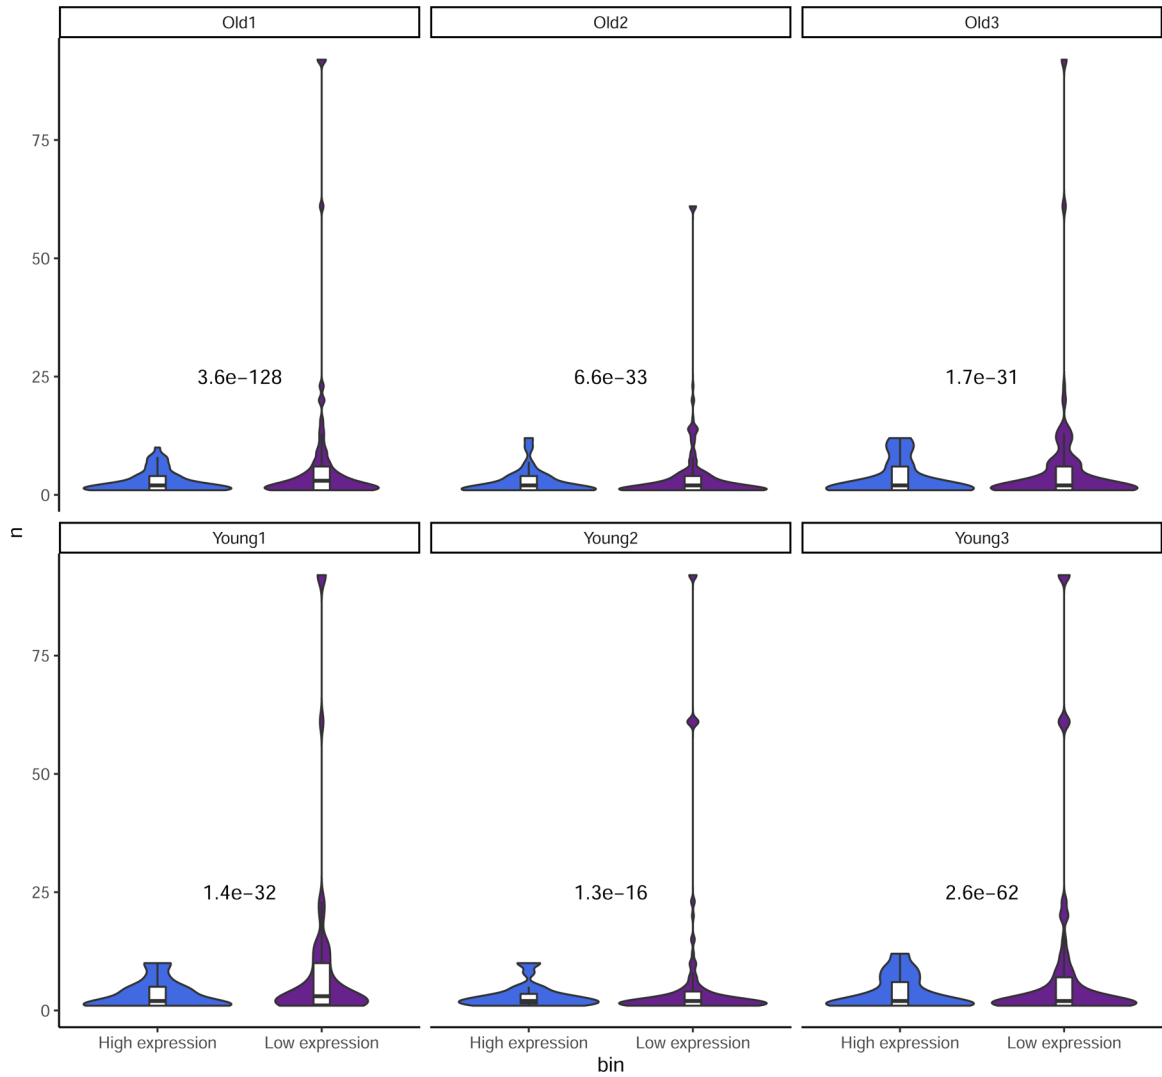 Old1 Old2 Old3
75
50
25
0
3.6e−128 6.6e−33 1.7e−31
n
Young1 Young2 Young3
75
50
25
0
1.4e−32 1.3e−16 2.6e−62
High expression Low expression High expression Low expression High expression Low expression
bin